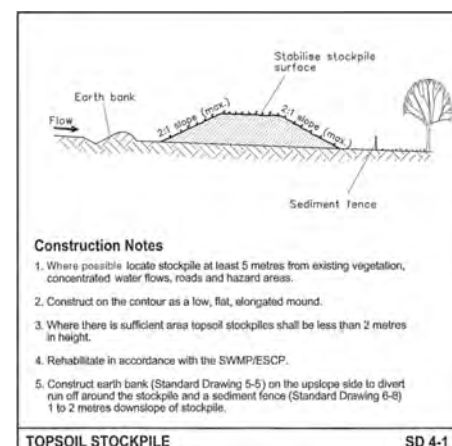 Stabilise stockpile
surface
Earth bank
2:1 slope (max.)
2:1 slope (max.)
Flow
Sediment fence
Construction Notes
1. Where possible locate stockpile at least 5 metres from existing vegetation,
concentrated water flows, roads and hazard areas.
2. Construct on the contour as a low, flat, elongated mound.
3. Where there is sufficient area topsoil stockpiles shall be less than 2 metres
in height.
4. Rehabilitate in accordance with the SWMP/ESCP.
5. Construct earth bank (Standard Drawing 5-5) on the upslope side to divert
run off around the stockpile and a sediment fence (Standard Drawing 6-8)
1 to 2 metres downslope of stockpile.
TOPSOIL STOCKPILE SD 4-1